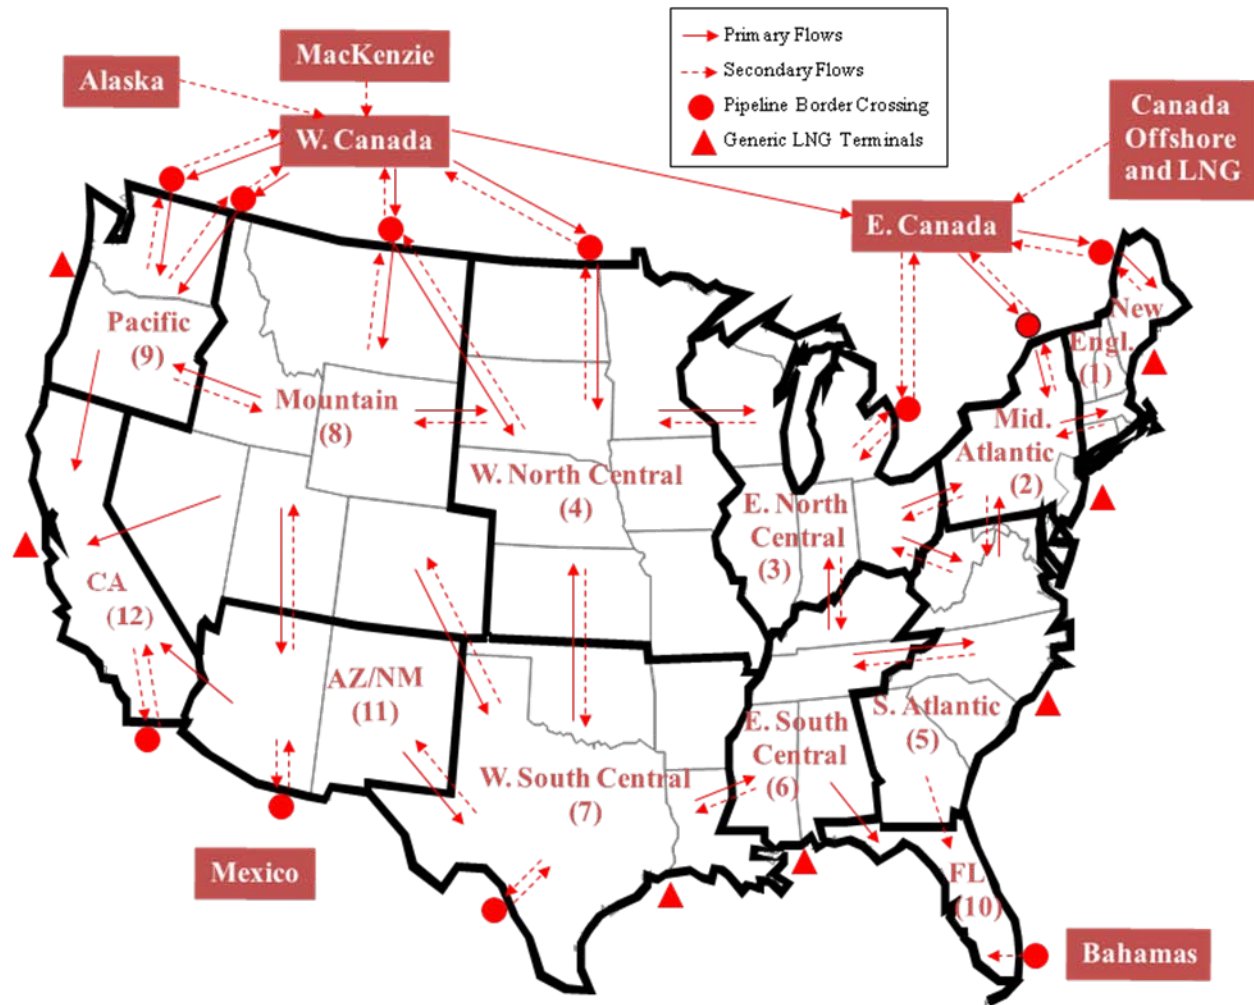 Primary Flows
Secondary Flows
Pipeline Border Crossing
Generic LNG Terminals
MacKenzie
Alaska
W. Canada
Canada
Offshore
and LNG
E. Canada
Pacific
(9)
New
Engl.
(1)
Mountain
(8)
Mid.
Atlantic
(2)
W. North Central
(4)
E. North
Central
(3)
CA
(12)
AZ/NM
(11)
S. Atlantic
(5)
E. South
Central
(6)
W. South Central
(7)
Mexico
FL
(10)
Bahamas